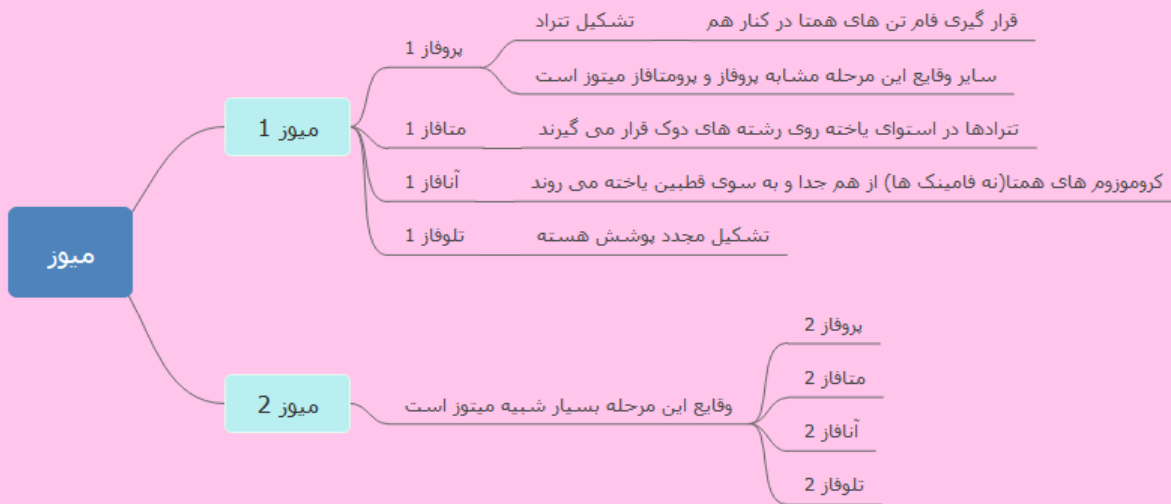 میوز
میوز 1
پروفاز 1
تشکیل تتراد
قرار گیری فام تن های همتا در کنار هم
سایر وقایع این مرحله مشابه پروفاز و پرومتافاز میتوز است
متافاز 1
تترادها در استوای یاخته روی رشته های دوک قرار می گیرند
آنافاز 1
کروموزوم های همتا(نه فامینک ها) از هم جدا و به سوی قطبین یاخته می روند
تلوفاز 1
تشکیل مجدد پوشش هسته
میوز 2
وقایع این مرحله بسیار شبیه میتوز است
پروفاز 2
متافاز 2
آنافاز 2
تلوفاز 2